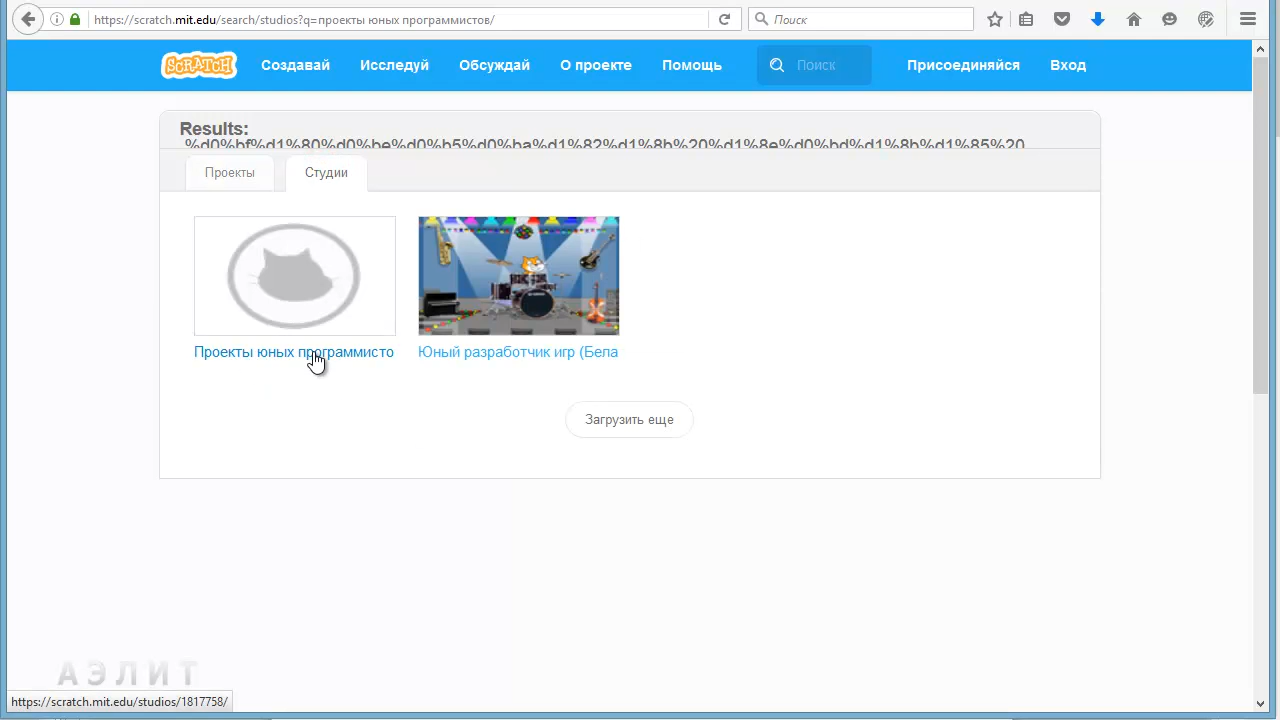 https://scratch.mit.edu/search/studios?q=проекты юных программистов/
Поиск
SCRATCH
Создавай
Исследуй
Обсуждай
О проекте
Помощь
Поиск
Присоединяйся
Вход
Results:
%d0%bf%d1%80%d0%be%d0%b5%d0%ba%d1%82%d1%8b%20%d1%8e%d0%bd%d1%8b%d1%85%20
Проекты
Студии
Проекты юных программисто
Юный разработчик игр (Бела
Загрузить еще
АЭЛИТ
https://scratch.mit.edu/studios/1817758/